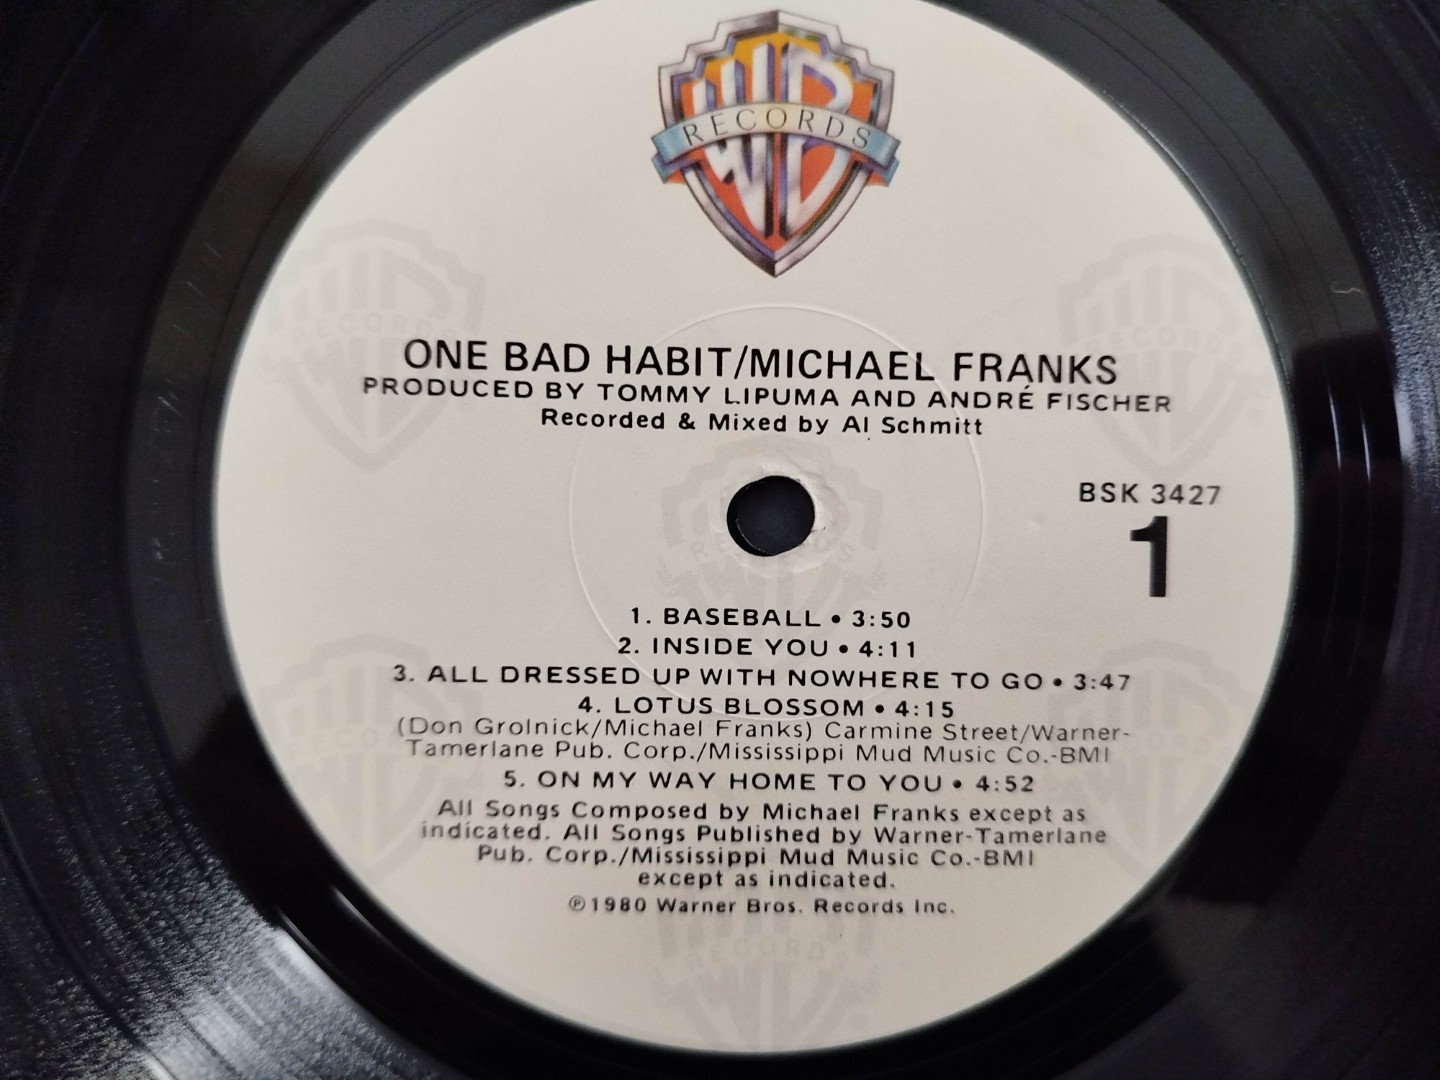 WB
RECORDS
ONE BAD HABIT/MICHAEL FRANKS
PRODUCED BY TOMMY LIPUMA AND ANDRÉ FISCHER
Recorded & Mixed by Al Schmitt
BSK 3427
1
1. BASEBALL • 3:50
2. INSIDE YOU • 4:11
3. ALL DRESSED UP WITH NOWHERE TO GO • 3:47
4. LOTUS BLOSSOM • 4:15
(Don Grolnick/Michael Franks) Carmine Street/Warner-
Tamerlane Pub. Corp./Mississippi Mud Music Co.-BMI
5. ON MY WAY HOME TO YOU • 4:52
All Songs Composed by Michael Franks except as
indicated. All Songs Published by Warner-Tamerlane
Pub. Corp./Mississippi Mud Music Co.-BMI
except as indicated.
℗1980 Warner Bros. Records Inc.